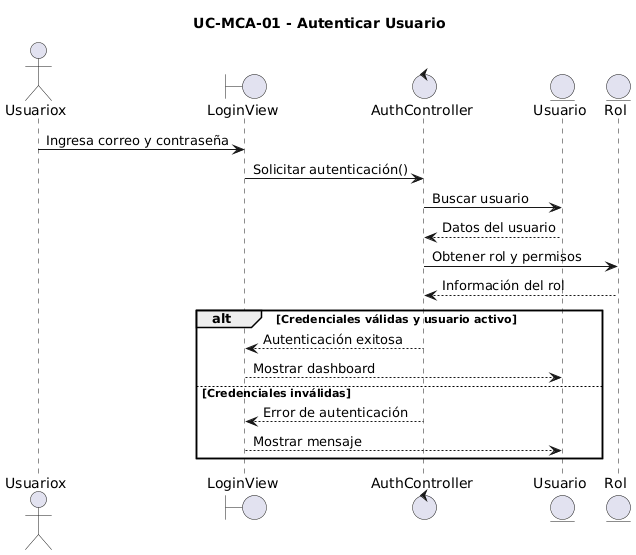 UC-MCA-01 - Autenticar Usuario
Usuariox
LoginView
AuthController
Usuario
Rol
Ingresa correo y contraseña
Solicitar autenticación()
Buscar usuario
Datos del usuario
Obtener rol y permisos
Información del rol
alt
[Credenciales válidas y usuario activo]
Autenticación exitosa
Mostrar dashboard
[Credenciales inválidas]
Error de autenticación
Mostrar mensaje
Usuariox
LoginView
AuthController
Usuario
Rol